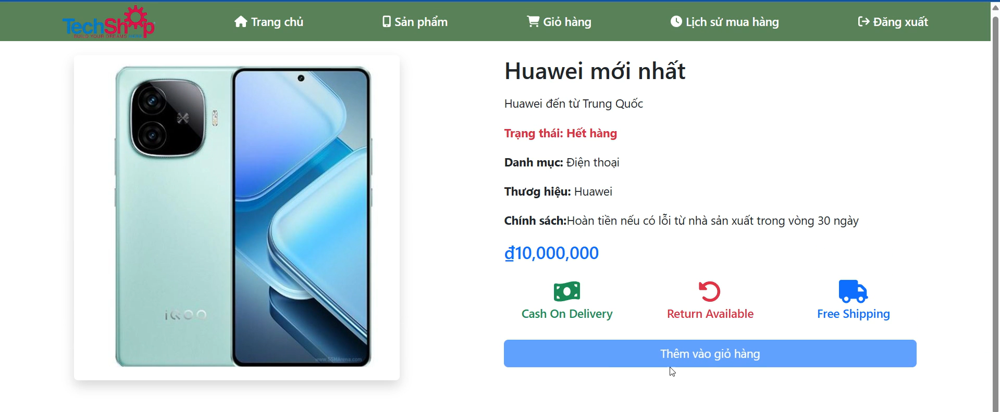 TechShop
BUILD YOUR DREAMS HERE
Trang chủ
Sản phẩm
Giỏ hàng
Lịch sử mua hàng
Đăng xuất
Huawei mới nhất
Huawei đến từ Trung Quốc
Trạng thái: Hết hàng
Danh mục: Điện thoại
Thươg hiệu: Huawei
Chính sách:Hoàn tiền nếu có lỗi từ nhà sản xuất trong vòng 30 ngày
₫10,000,000
Cash On Delivery
Return Available
Free Shipping
Thêm vào giỏ hàng
iQOO
www.GSMArena.com